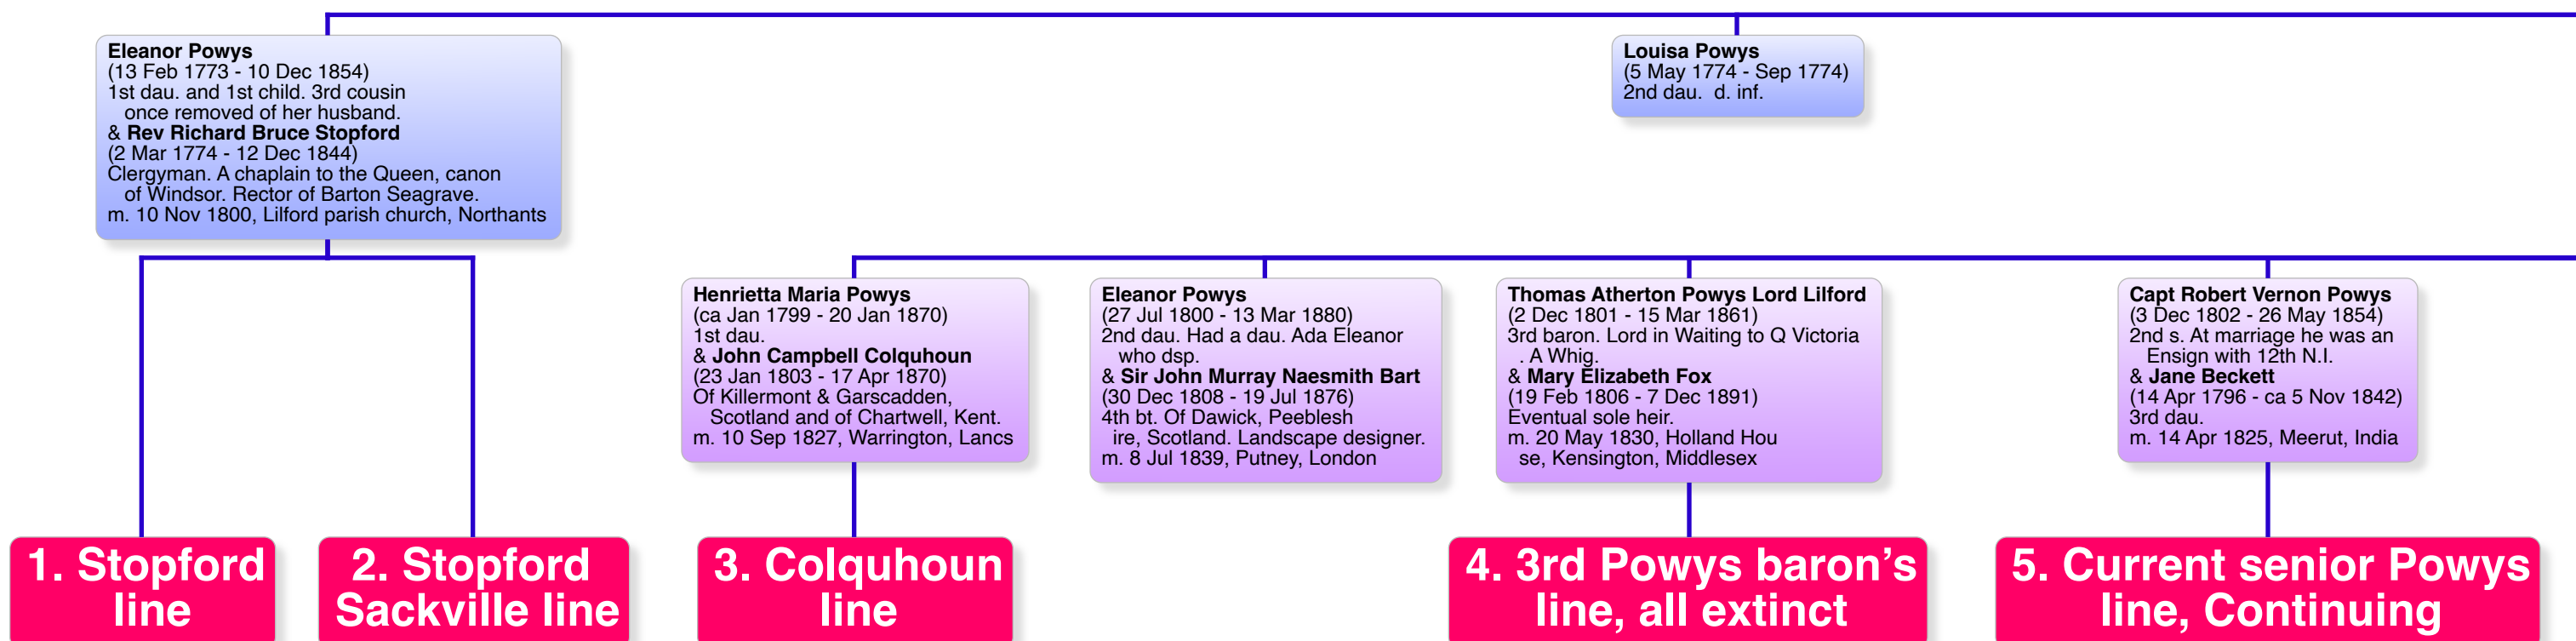 Eleanor Powys
(13 Feb 1773 - 10 Dec 1854)
1st dau. and 1st child. 3rd cousin
once removed of her husband.
& Rev Richard Bruce Stopford
(2 Mar 1774 - 12 Dec 1844)
Clergyman. A chaplain to the Queen, canon
of Windsor. Rector of Barton Seagrave.
m. 10 Nov 1800, Lilford parish church, Northants
Louisa Powys
(5 May 1774 - Sep 1774)
2nd dau.  d. inf.
Henrietta Maria Powys
(ca Jan 1799 - 20 Jan 1870)
1st dau.
& John Campbell Colquhoun
(23 Jan 1803 - 17 Apr 1870)
Of Killermont & Garscadden,
Scotland and of Chartwell, Kent.
m. 10 Sep 1827, Warrington, Lancs
Eleanor Powys
(27 Jul 1800 - 13 Mar 1880)
2nd dau. Had a dau. Ada Eleanor
who dsp.
& Sir John Murray Naesmith Bart
(30 Dec 1808 - 19 Jul 1876)
4th bt. Of Dawick, Peeblesh
ire, Scotland. Landscape designer.
m. 8 Jul 1839, Putney, London
Thomas Atherton Powys Lord Lilford
(2 Dec 1801 - 15 Mar 1861)
3rd baron. Lord in Waiting to Q Victoria
. A Whig.
& Mary Elizabeth Fox
(19 Feb 1806 - 7 Dec 1891)
Eventual sole heir.
m. 20 May 1830, Holland Hou
se, Kensington, Middlesex
Capt Robert Vernon Powys
(3 Dec 1802 - 26 May 1854)
2nd s. At marriage he was an
Ensign with 12th N.I.
& Jane Beckett
(14 Apr 1796 - ca 5 Nov 1842)
3rd dau.
m. 14 Apr 1825, Meerut, India
1. Stopford
line
2. Stopford
Sackville line
3. Colquhoun
line
4. 3rd Powys baron’s
line, all extinct
5. Current senior Powys
line, Continuing